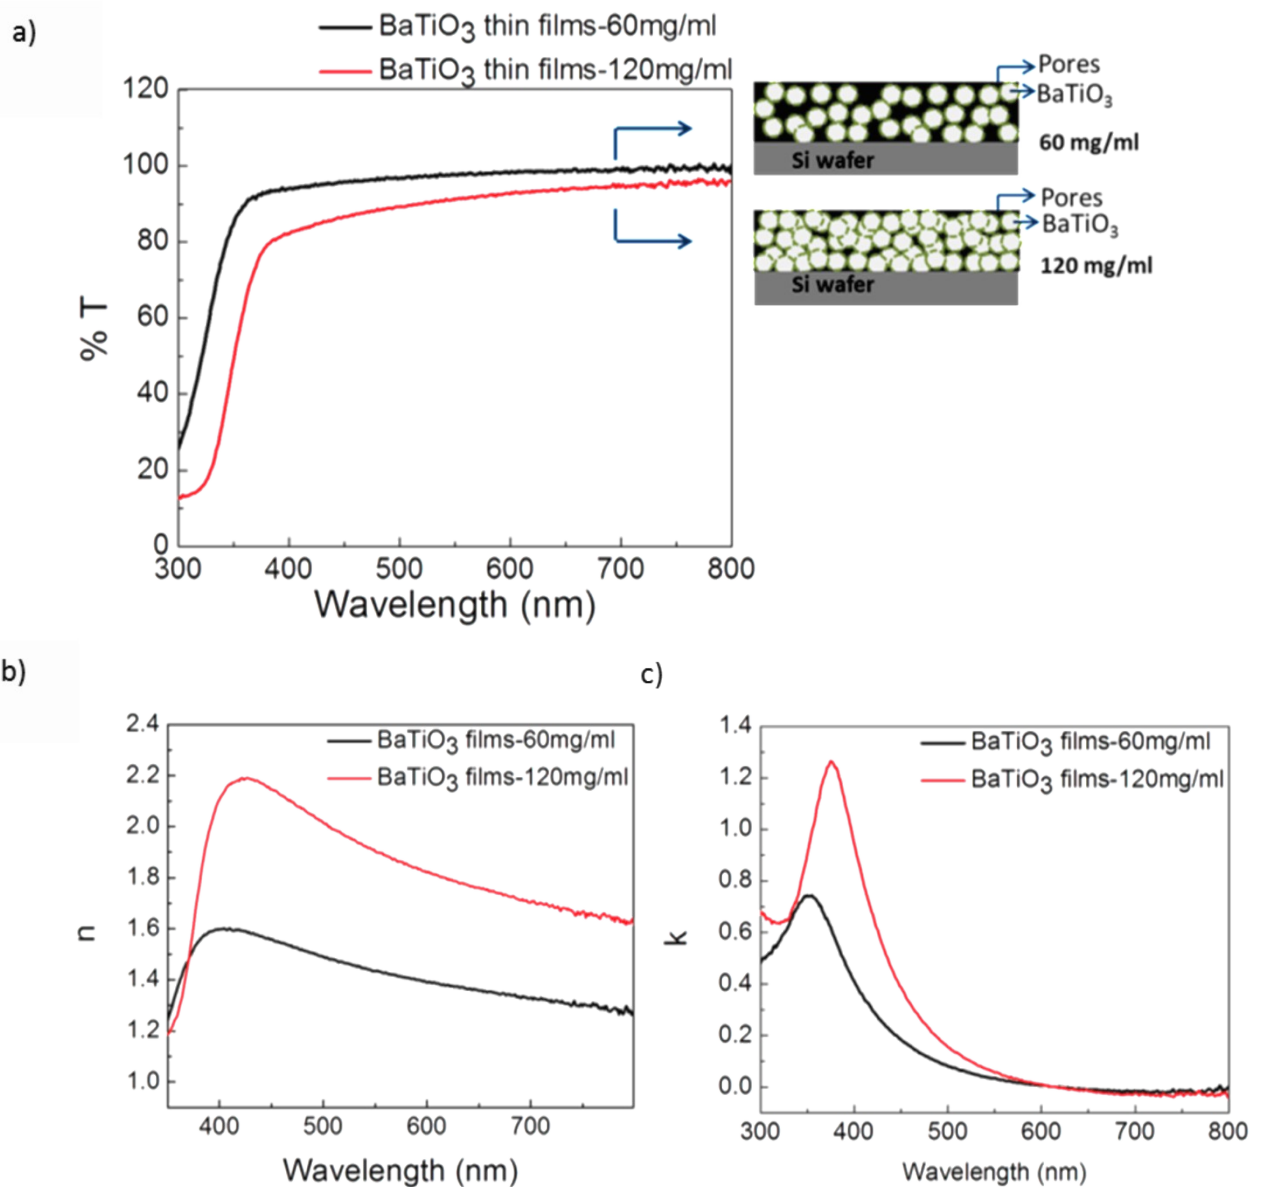 a)
BaTiO3 thin films-60mg/ml
BaTiO3 thin films-120mg/ml
120
100
80
60
40
20
0
% T
300 400 500 600 700 800
Wavelength (nm)
Pores
BaTiO3
60 mg/ml
Si wafer
Pores
BaTiO3
120 mg/ml
Si wafer
b)
2.4
2.2
2.0
1.8
1.6
1.4
1.2
1.0
n
BaTiO3 films-60mg/ml
BaTiO3 films-120mg/ml
400 500 600 700
Wavelength (nm)
c)
1.4
1.2
1.0
0.8
0.6
0.4
0.2
0.0
k
BaTiO3 films-60mg/ml
BaTiO3 films-120mg/ml
300 400 500 600 700 800
Wavelength (nm)